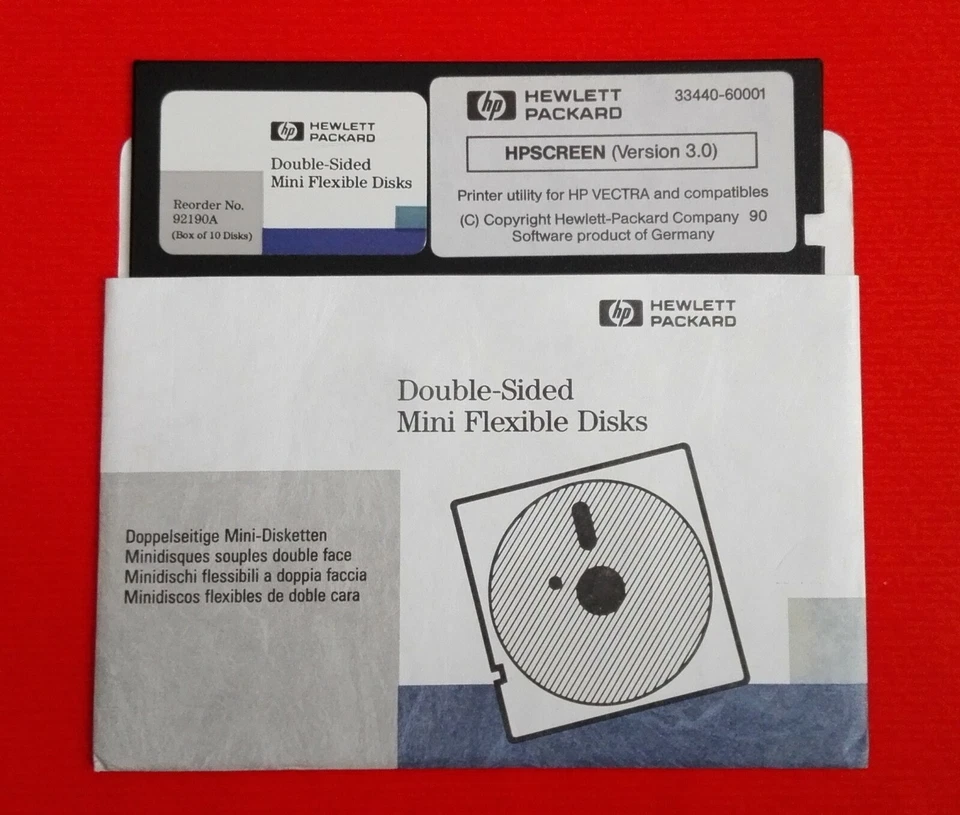 hp HEWLETT
PACKARD
Double-Sided
Mini Flexible Disks
Reorder No.
92190A
(Box of 10 Disks)
hp HEWLETT
PACKARD
33440-60001
HPSCREEN (Version 3.0)
Printer utility for HP VECTRA and compatibles
(C) Copyright Hewlett-Packard Company 90
Software product of Germany
hp HEWLETT
PACKARD
Double-Sided
Mini Flexible Disks
Doppelseitige Mini-Disketten
Minidisques souples double face
Minidischi flessibili a doppia faccia
Minidiscos flexibles de doble cara